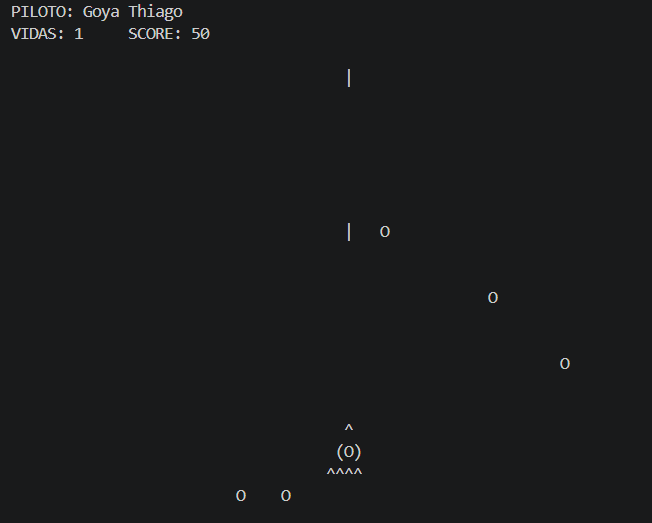 PILOTO: Goya Thiago
VIDAS: 1 SCORE: 50
|
| O
O
O
^
(O)
^^^^
O O